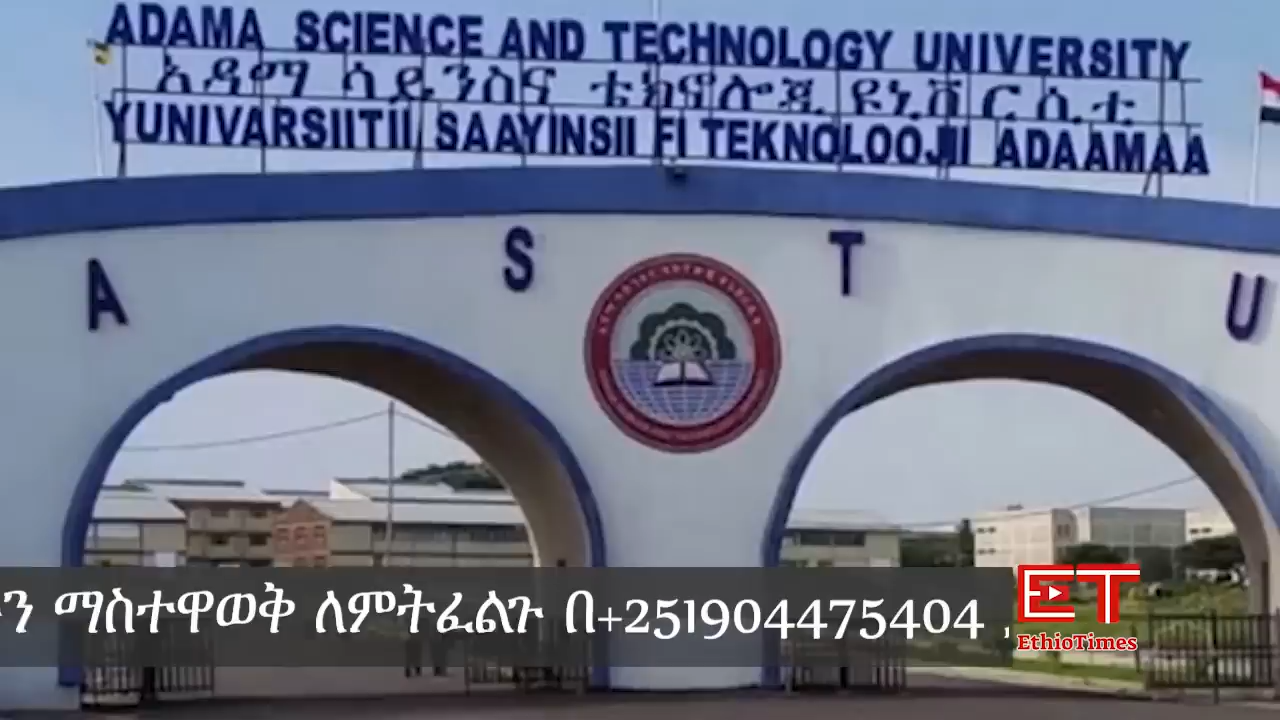 ADAMA SCIENCE AND TECHNOLOGY UNIVERSITY
አዳማ ሳይንስና ቴክኖሎጂ ዩኒቨርሲቲ
YUNIVARSIITII SAAYINSII FI TEKNOLOOJII ADAAMAA
A S T U
ማስተዋወቅ ለምትፈልጉ በ+251904475404
ET
EthioTimes